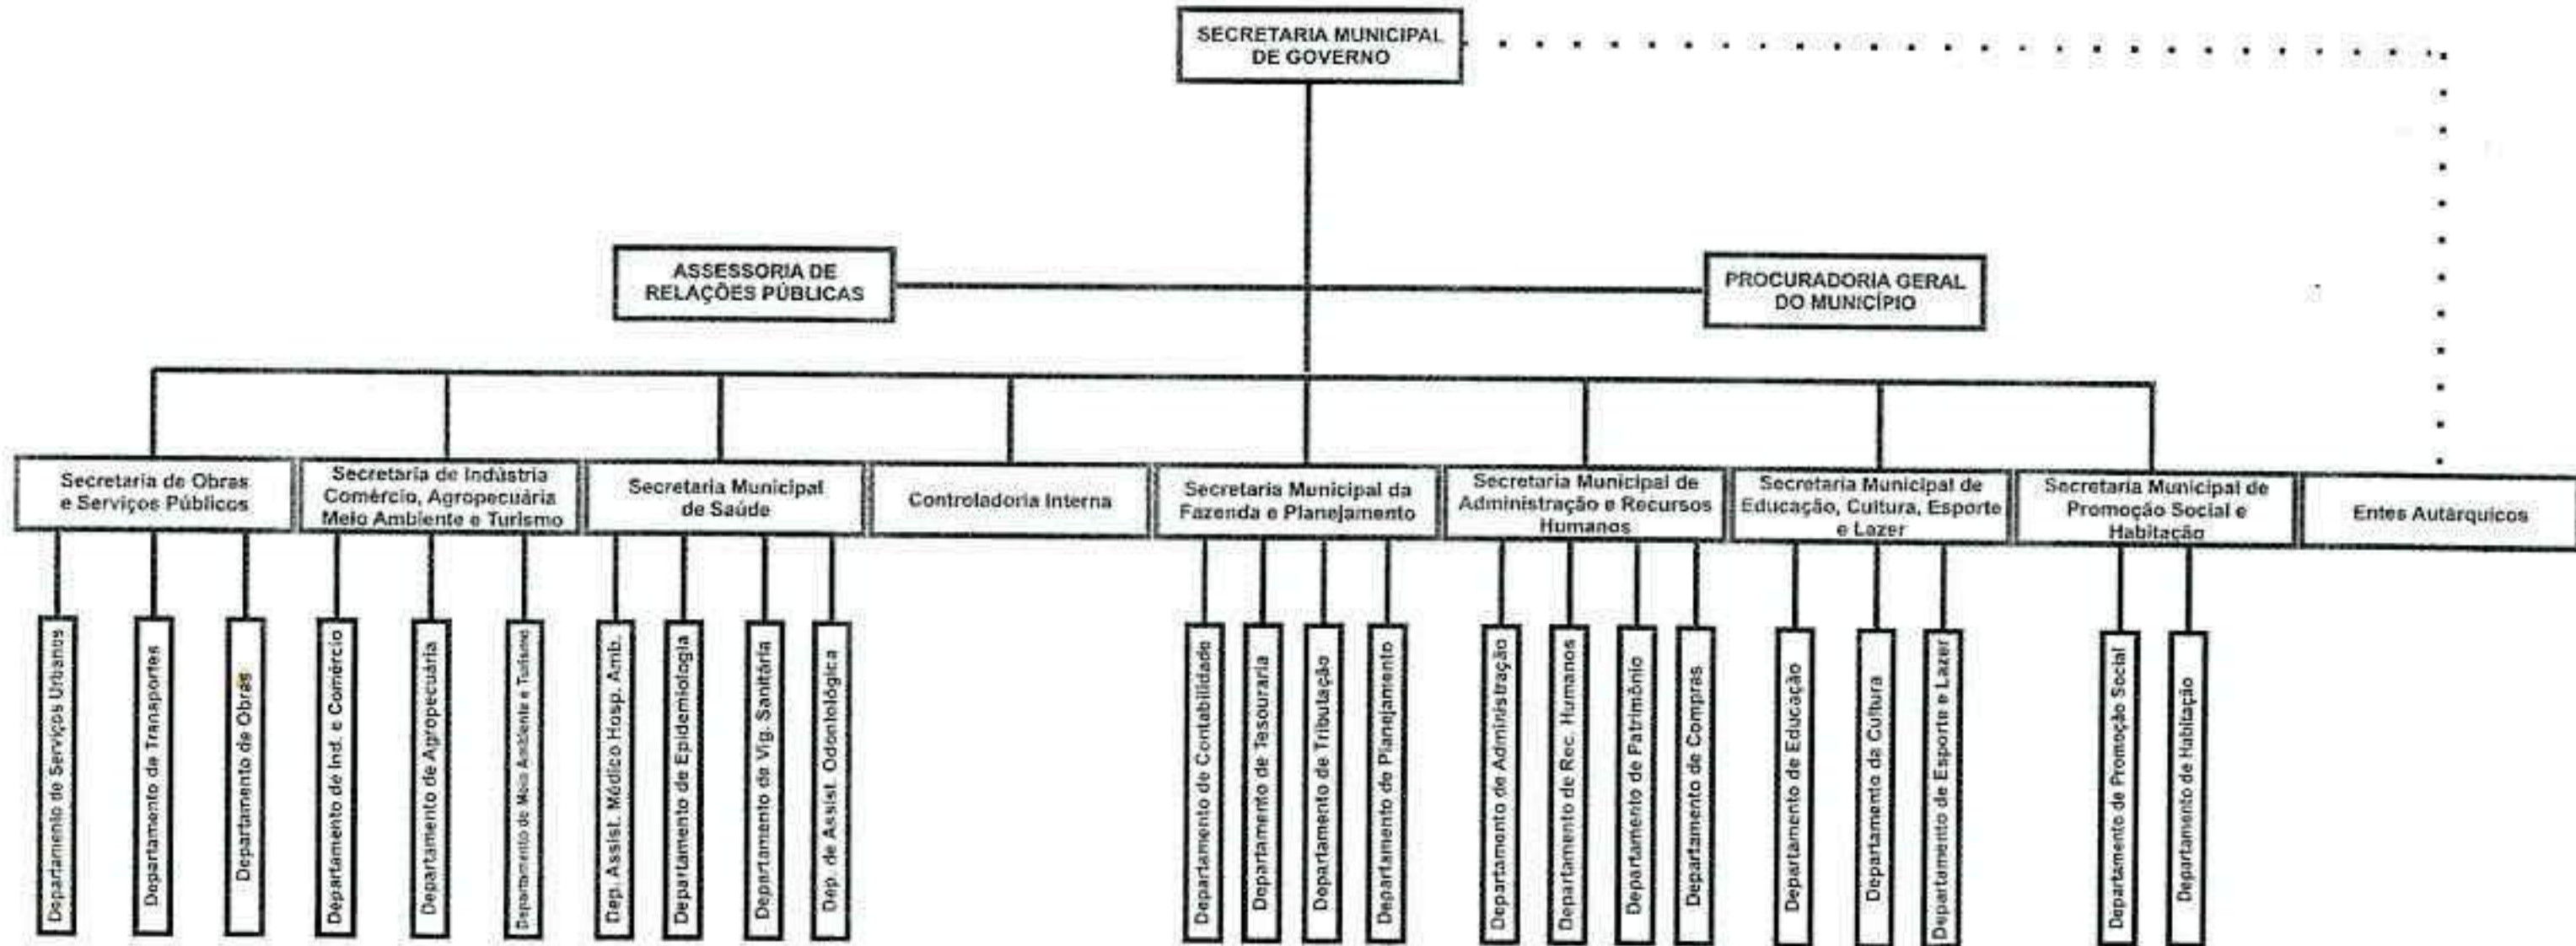 SECRETARIA MUNICIPAL
DE GOVERNO
ASSESSORIA DE
RELAÇÕES PÚBLICAS
PROCURADORIA GERAL
DO MUNICÍPIO
Secretaria de Obras
e Serviços Públicos
Secretaria de Indústria
Comércio, Agropecuária
Meio Ambiente e Turismo
Secretaria Municipal
de Saúde
Controladoria Interna
Secretaria Municipal da
Fazenda e Planejamento
Secretaria Municipal de
Administração e Recursos
Humanos
Secretaria Municipal de
Educação, Cultura, Esporte
e Lazer
Secretaria Municipal de
Promoção Social e
Habitação
Entes Autárquicos
Departamento de Serviços Urbanos
Departamento de Transportes
Departamento de Obras
Departamento de Ind. e Comércio
Departamento de Agropecuária
Departamento de Meio Ambiente e Turismo
Dep. Assist. Médico Hosp. Amb.
Departamento de Epidemiologia
Departamento de Vig. Sanitária
Dep. de Assist. Odontológica
Departamento de Contabilidade
Departamento de Tesouraria
Departamento de Tributação
Departamento de Planejamento
Departamento de Administração
Departamento de Rec. Humanos
Departamento de Patrimônio
Departamento de Compras
Departamento de Educação
Departamento da Cultura
Departamento de Esporte e Lazer
Departamento de Promoção Social
Departamento de Habitação